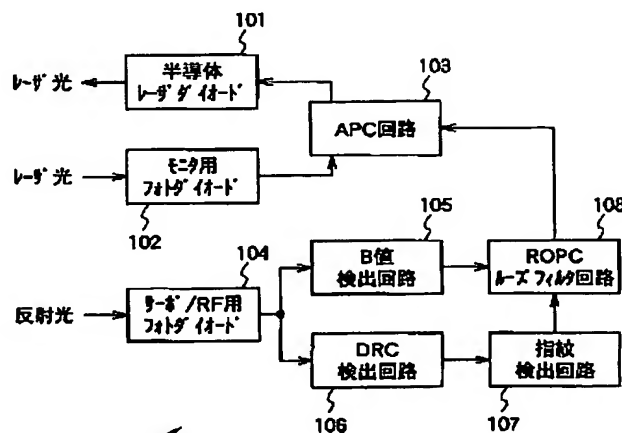 101
半導体
レーザダイオード
レーザ光
103
APC回路
モニタ用
フォトダイオード
レーザ光
102
104
サーボ/RF用
フォトダイオード
反射光
105
B値
検出回路
108
ROPC
ループフィルタ回路
DRC
検出回路
106
指紋
検出回路
107